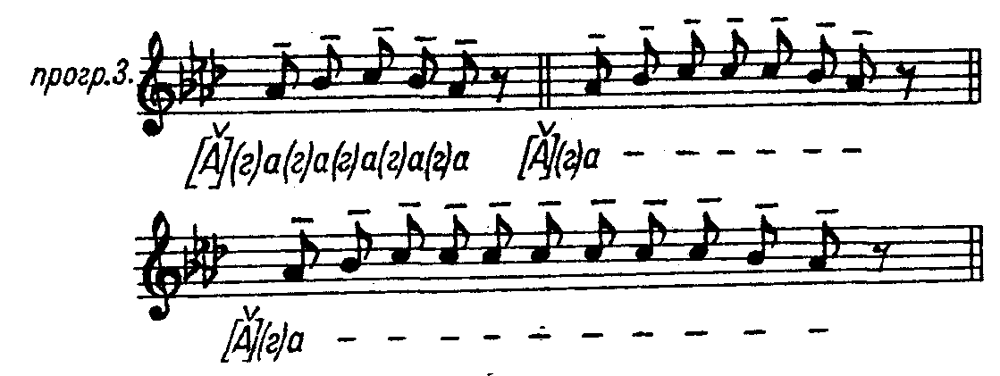 прогр.3.
[Ǎ](г)а(г)а(г)а(г)а(г)а [Ǎ](г)а – – – – – –
[Ǎ](г)а – – – – – – – – – –